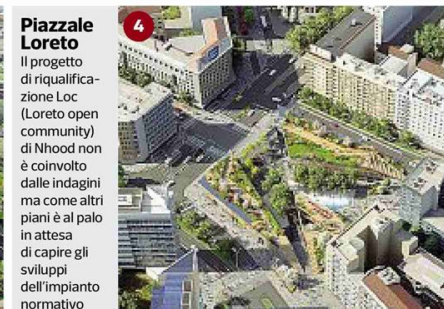 Piazzale
Loreto
Il progetto
di riqualifica-
zione Loc
(Loreto open
community)
di Nhood non
è coinvolto
dalle indagini
ma come altri
piani è al palo
in attesa
di capire gli
sviluppi
dell'impianto
normativo
4